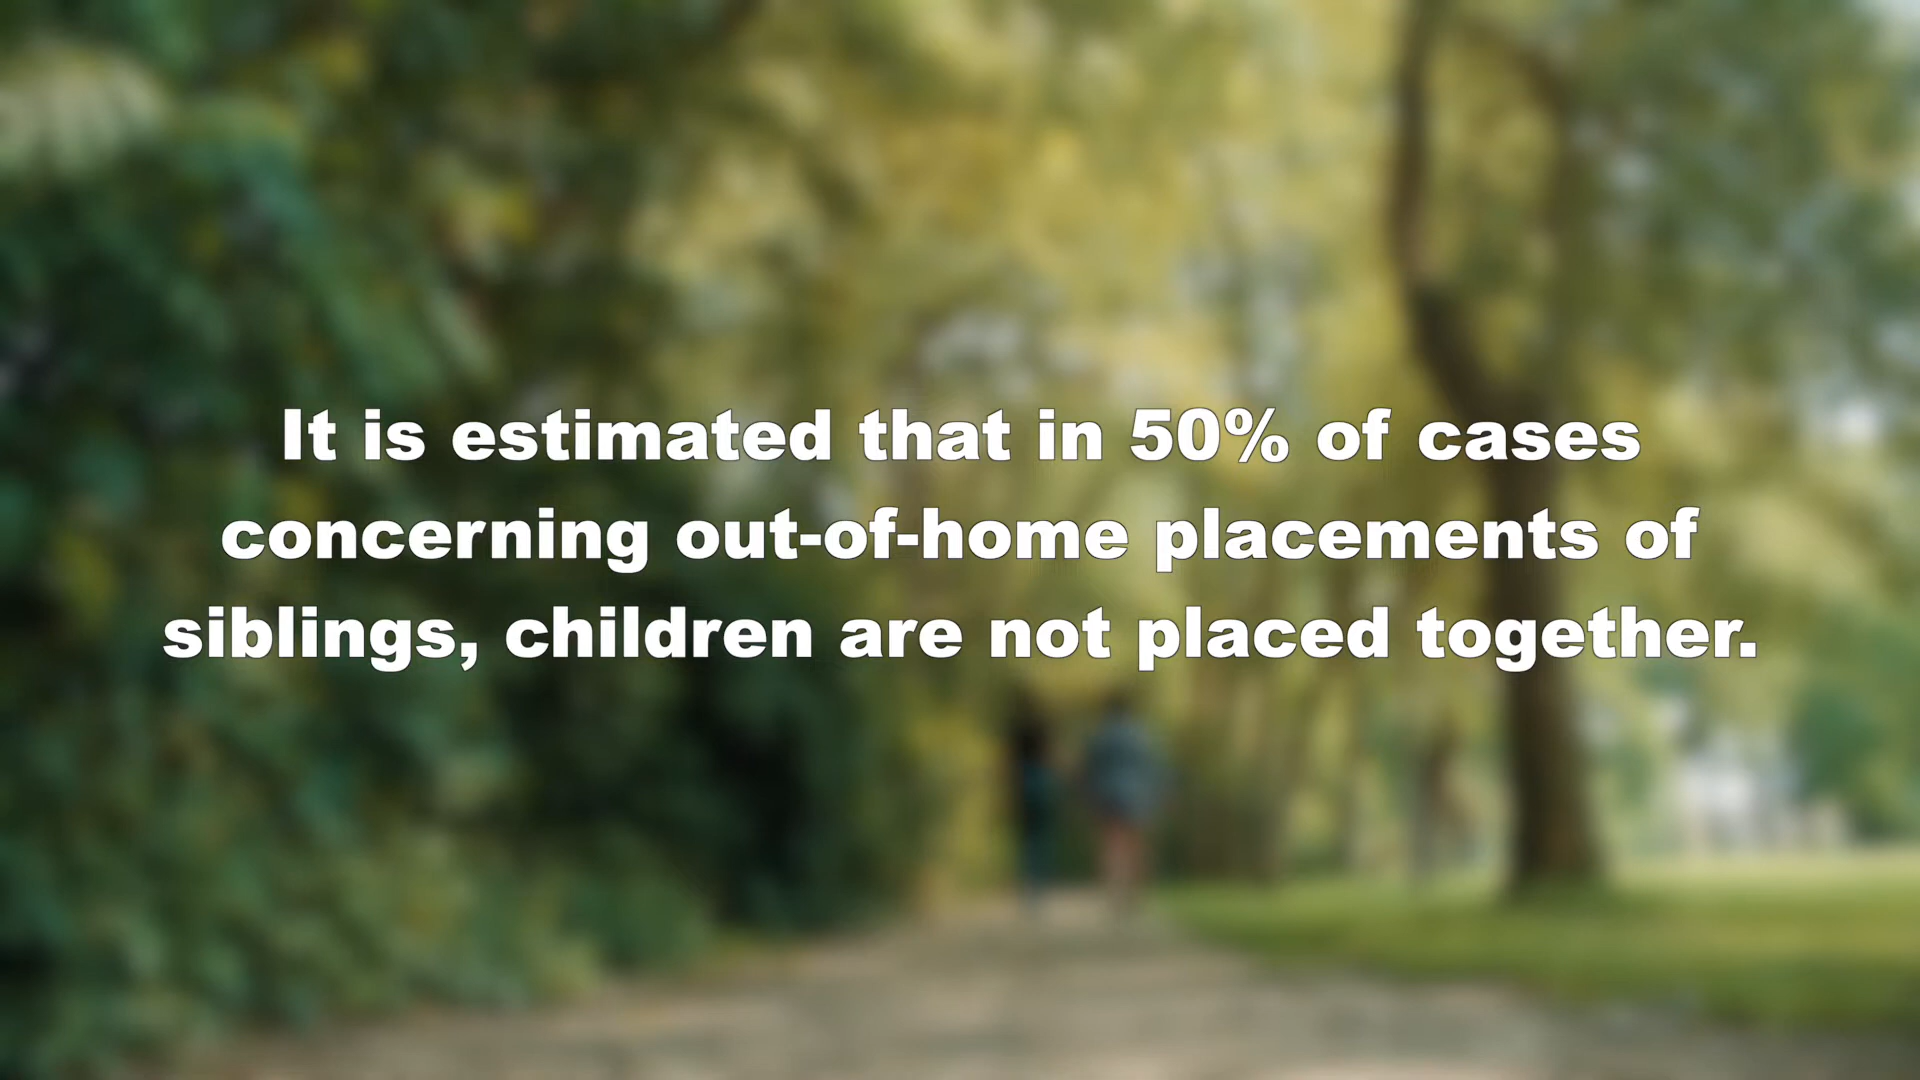 It is estimated that in 50% of cases
concerning out-of-home placements of
siblings, children are not placed together.